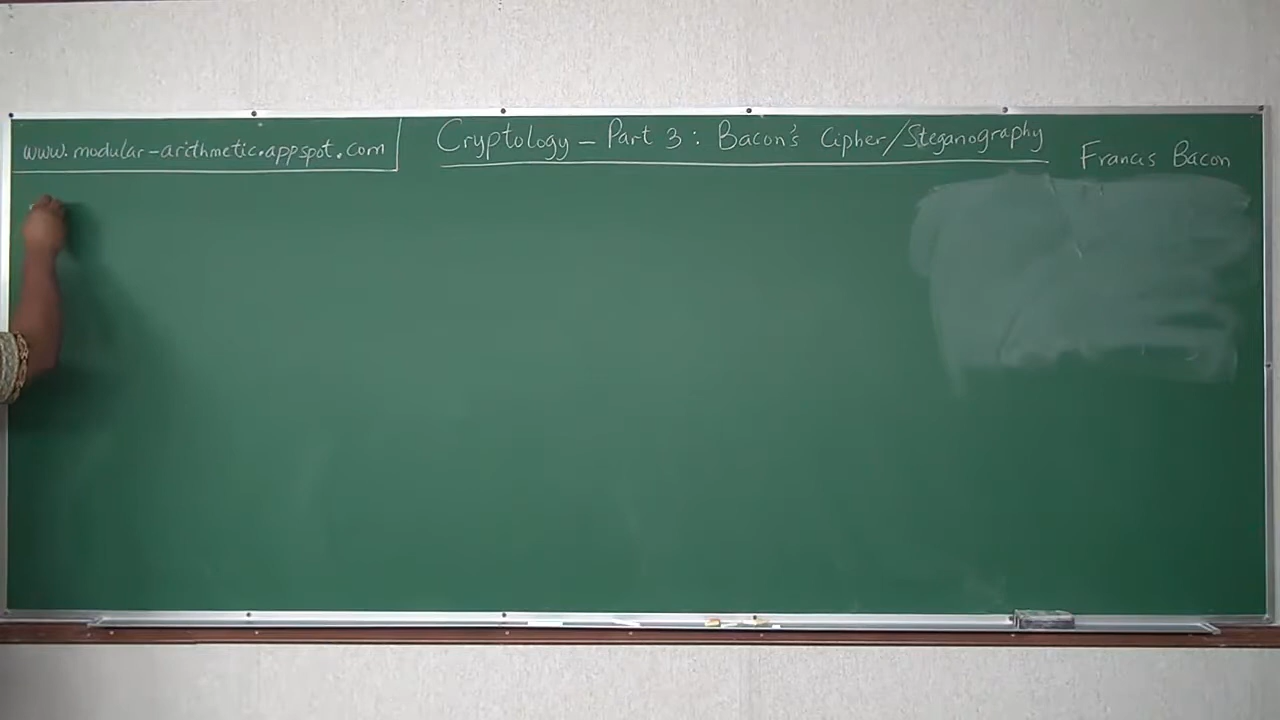 www.modular-arithmetic.appspot.com
Cryptology - Part 3 : Bacon's Cipher/Steganography
Francis Bacon